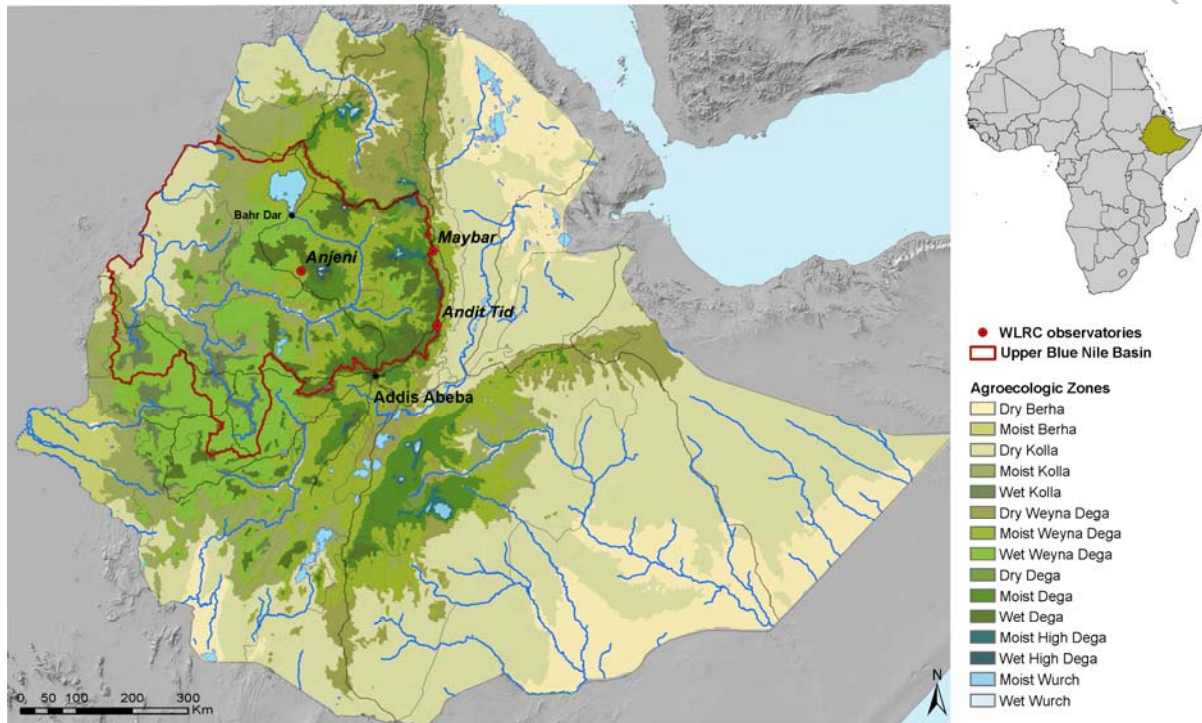 Bahr Dar
Anjeni
Maybar
Andit Tid
Addis Abeba
0 50 100 200 300
Km
N
WLRC observatories
Upper Blue Nile Basin
Agroecologic Zones
Dry Berha
Moist Berha
Dry Kolla
Moist Kolla
Wet Kolla
Dry Weyna Dega
Moist Weyna Dega
Wet Weyna Dega
Dry Dega
Moist Dega
Wet Dega
Moist High Dega
Wet High Dega
Moist Wurch
Wet Wurch